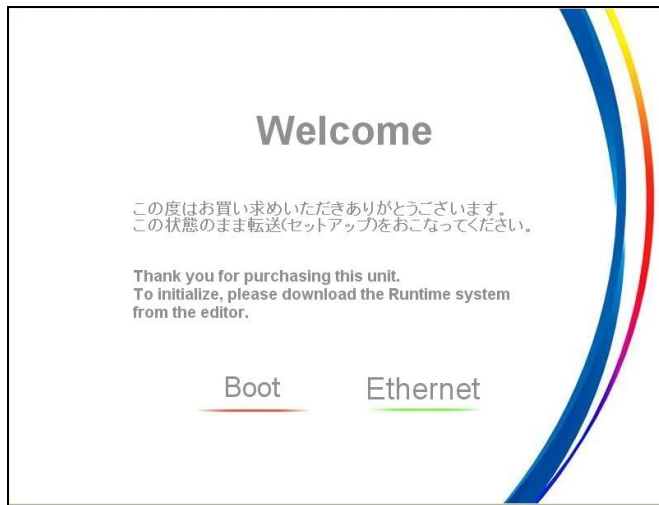 Welcome
この度はお買い求めいただきありがとうございます。
この状態のまま転送(セットアップ)をおこなってください。
Thank you for purchasing this unit.
To initialize, please download the Runtime system
from the editor.
Boot Ethernet